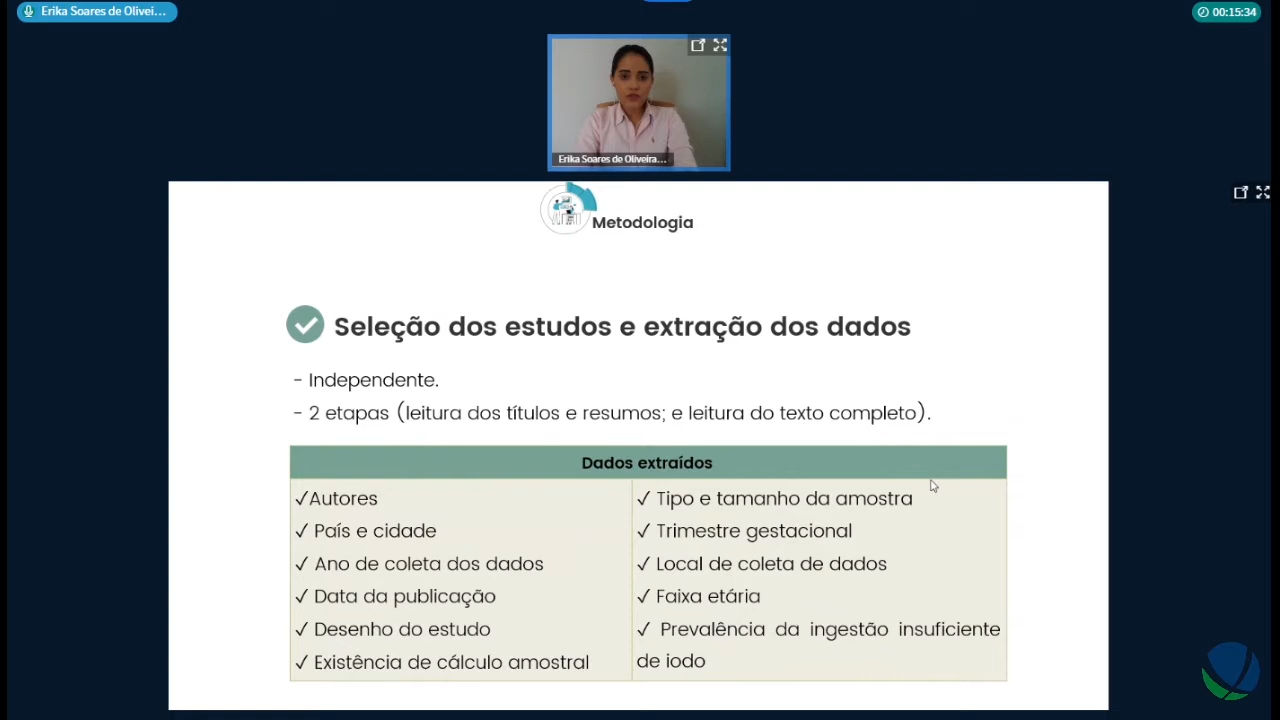 Erika Soares de Olivei...
00:15:34
Erika Soares de Oliveira...
Metodologia
Seleção dos estudos e extração dos dados
- Independente.
- 2 etapas (leitura dos títulos e resumos; e leitura do texto completo).
Dados extraídos
✓Autores
✓ País e cidade
✓ Ano de coleta dos dados
✓ Data da publicação
✓ Desenho do estudo
✓ Existência de cálculo amostral
✓ Tipo e tamanho da amostra
✓ Trimestre gestacional
✓ Local de coleta de dados
✓ Faixa etária
✓ Prevalência da ingestão insuficiente
de iodo